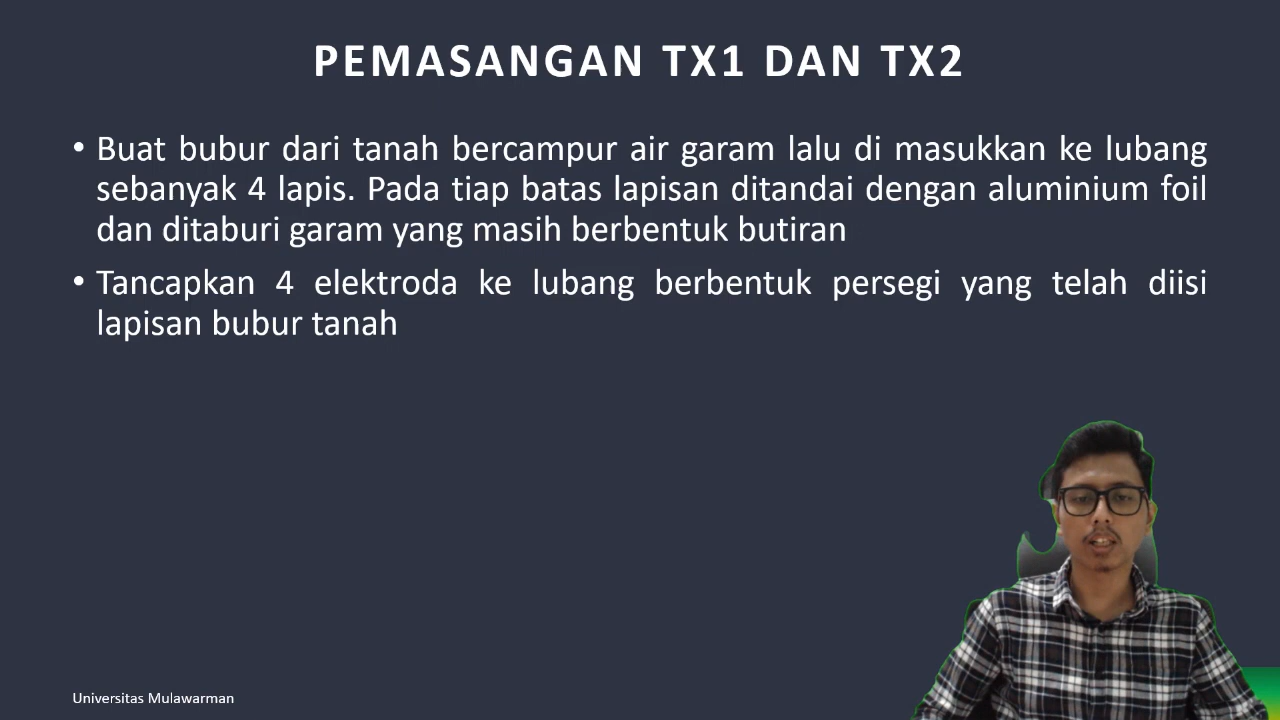 PEMASANGAN TX1 DAN TX2
• Buat bubur dari tanah bercampur air garam lalu di masukkan ke lubang
sebanyak 4 lapis. Pada tiap batas lapisan ditandai dengan aluminium foil
dan ditaburi garam yang masih berbentuk butiran
• Tancapkan 4 elektroda ke lubang berbentuk persegi yang telah diisi
lapisan bubur tanah
Universitas Mulawarman